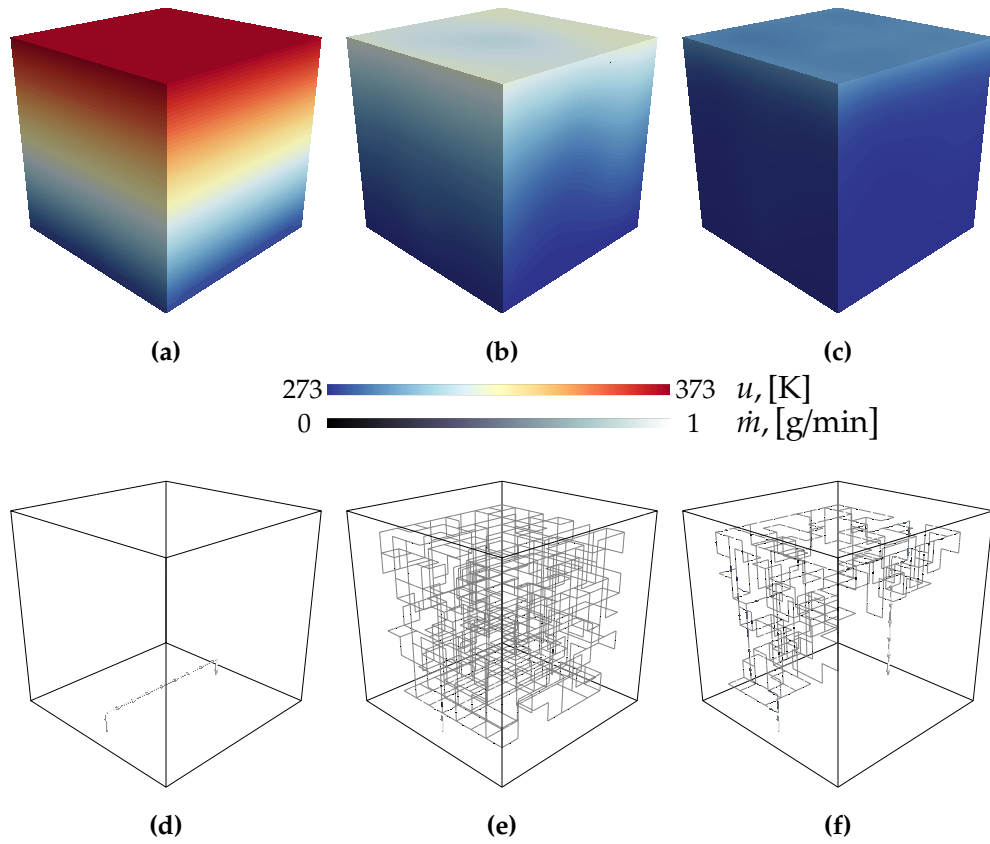 (a) (b) (c)
273 373 u, [K]
0 1 ṁ, [g/min]
(d) (e) (f)